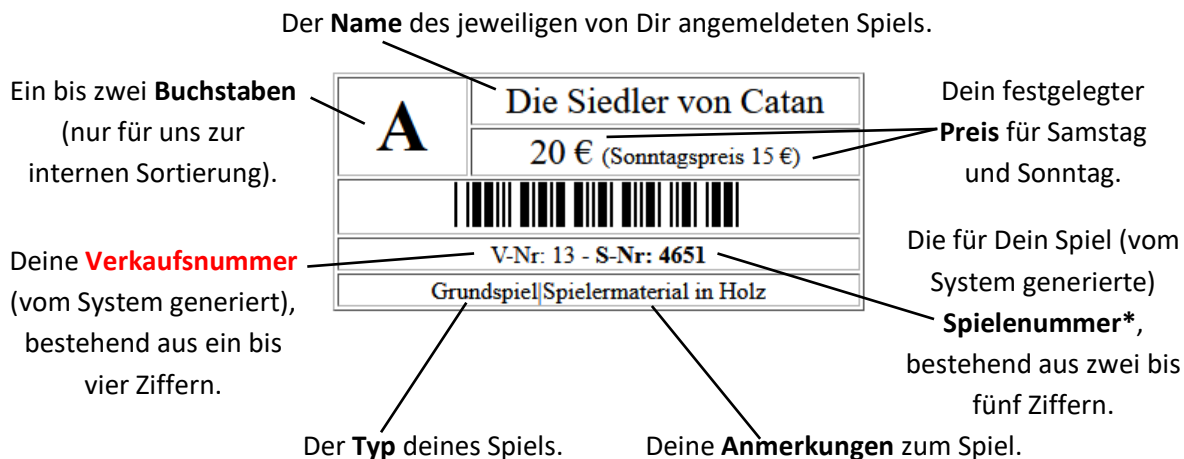 Der Name des jeweiligen von Dir angemeldeten Spiels.
Ein bis zwei Buchstaben
(nur für uns zur
internen Sortierung).
A
Die Siedler von Catan
20 € (Sonntagspreis 15 €)
Dein festgelegter
Preis für Samstag
und Sonntag.
Deine Verkaufsnummer
(vom System generiert),
bestehend aus ein bis
vier Ziffern.
V-Nr: 13 - S-Nr: 4651
Grundspiel|Spielermaterial in Holz
Die für Dein Spiel (vom
System generierte)
Spielenummer*,
bestehend aus zwei bis
fünf Ziffern.
Der Typ deines Spiels.
Deine Anmerkungen zum Spiel.